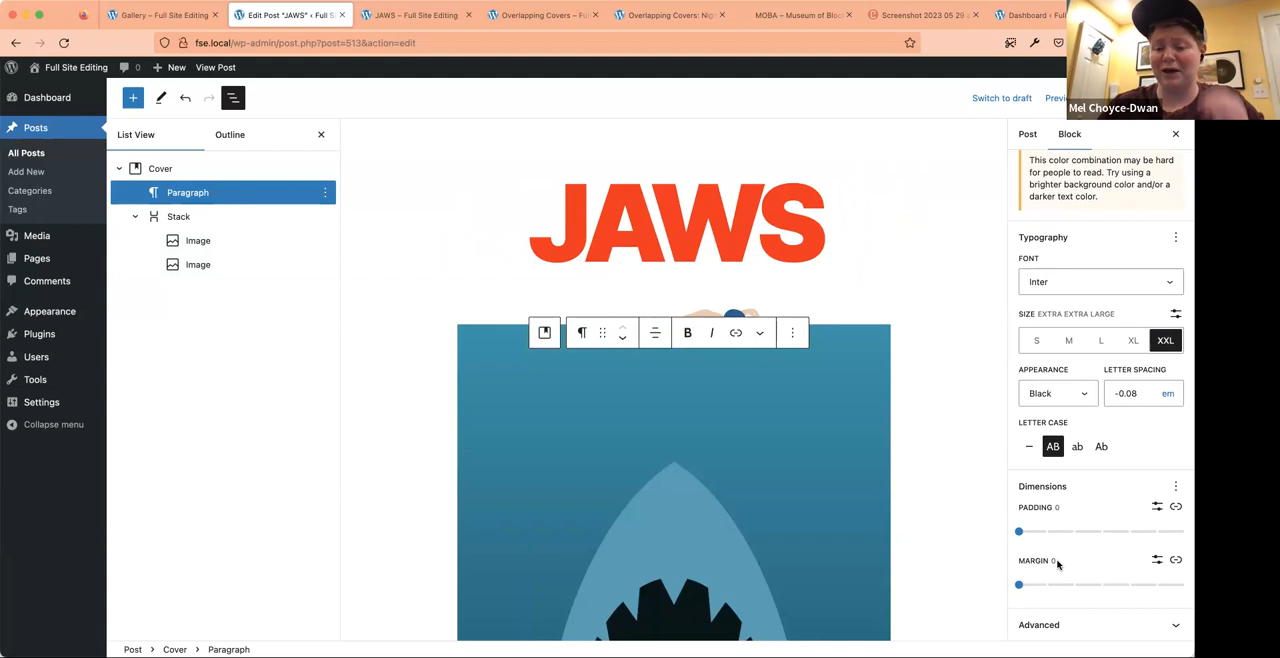 Gallery – Full Site Editing
Edit Post "JAWS" ‹ Full S
JAWS – Full Site Editing
Overlapping Covers – Fu
Overlapping Covers: Nig
MOBA – Museum of Bloc
Screenshot 2023 05 29 a
Dashboard ‹ Ful
fse.local/wp-admin/post.php?post=513&action=edit
Full Site Editing
0
New
View Post
Mel Choyce-Dwan
Dashboard
Posts
All Posts
Add New
Categories
Tags
Media
Pages
Comments
Appearance
Plugins
Users
Tools
Settings
Collapse menu
Switch to draft
List View
Outline
Cover
Paragraph
Stack
Image
Image
JAWS
B
I
Post
Block
This color combination may be hard
for people to read. Try using a
brighter background color and/or a
darker text color.
Typography
FONT
Inter
SIZE EXTRA EXTRA LARGE
S
M
L
XL
XXL
APPEARANCE
LETTER SPACING
Black
-0.08
em
LETTER CASE
–
AB
ab
Ab
Dimensions
PADDING 0
MARGIN 0
Advanced
Post
Cover
Paragraph